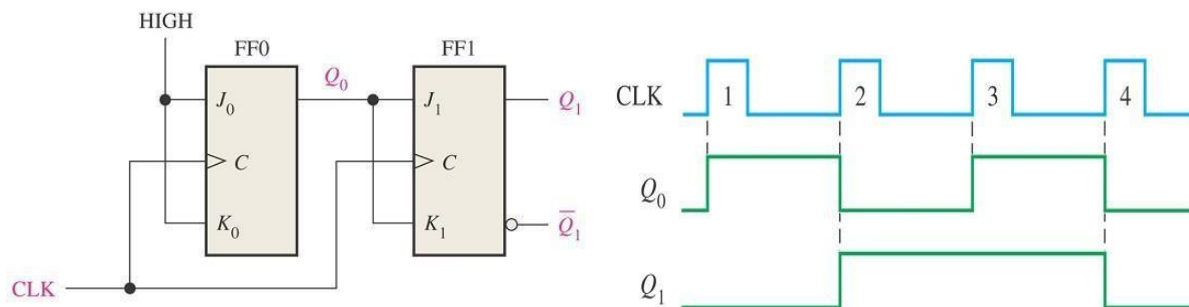 HIGH
FF0
FF1
Q₀
J₀
J₁
Q₁
C
C
K₀
K₁
Q̅₁
CLK
CLK
1
2
3
4
Q₀
Q₁